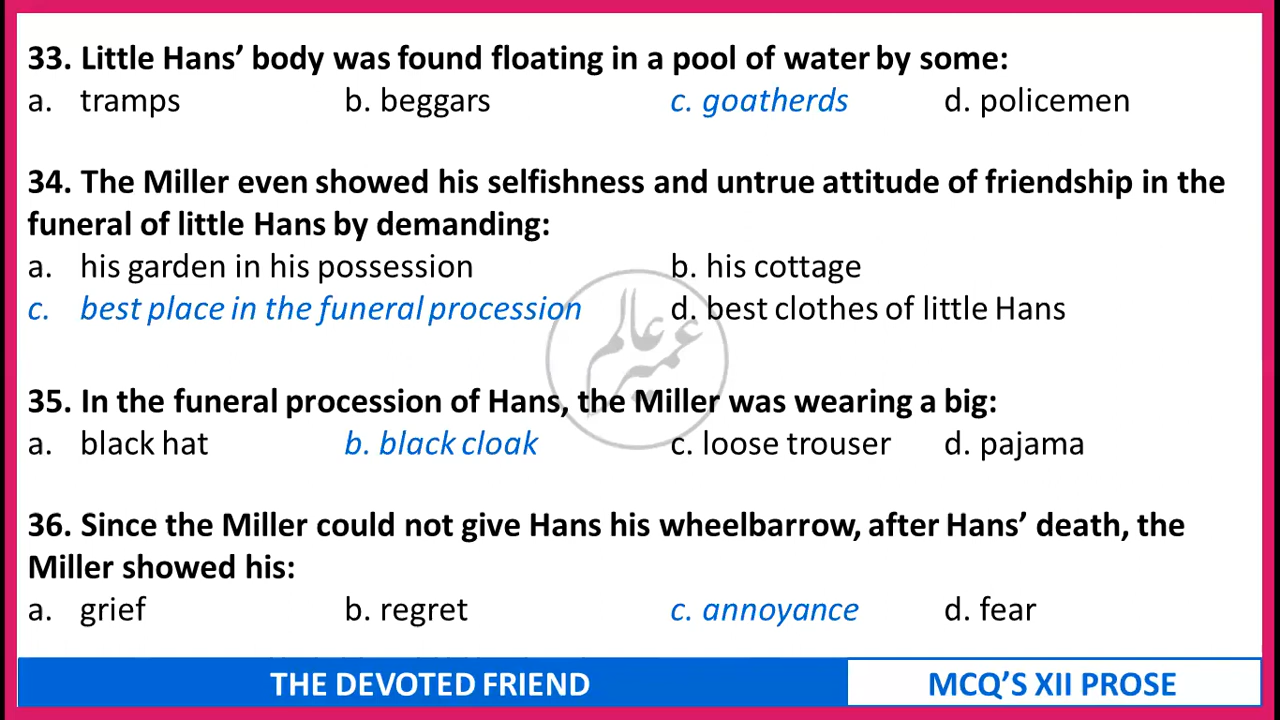 33. Little Hans’ body was found floating in a pool of water by some:
a. tramps b. beggars c. goatherds d. policemen
34. The Miller even showed his selfishness and untrue attitude of friendship in the
funeral of little Hans by demanding:
a. his garden in his possession b. his cottage
c. best place in the funeral procession d. best clothes of little Hans
عمیر عالم
35. In the funeral procession of Hans, the Miller was wearing a big:
a. black hat b. black cloak c. loose trouser d. pajama
36. Since the Miller could not give Hans his wheelbarrow, after Hans’ death, the
Miller showed his:
a. grief b. regret c. annoyance d. fear
THE DEVOTED FRIEND MCQ’S XII PROSE